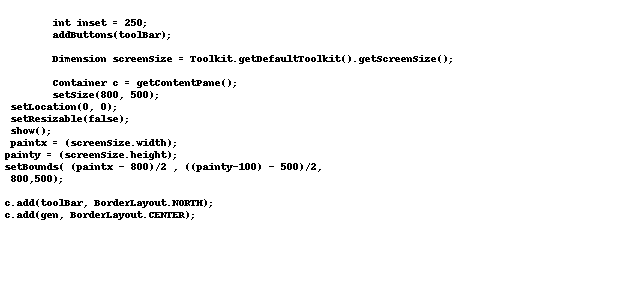 int inset = 250;
addButtons(toolBar);
Dimension screenSize = Toolkit.getDefaultToolkit().getScreenSize();
Container c = getContentPane();
setSize(800, 500);
setLocation(0, 0);
setResizable(false);
show();
paintx = (screenSize.width);
painty = (screenSize.height);
setBounds( (paintx - 800)/2 , ((painty-100) - 500)/2,
800,500);
c.add(toolBar, BorderLayout.NORTH);
c.add(gen, BorderLayout.CENTER);